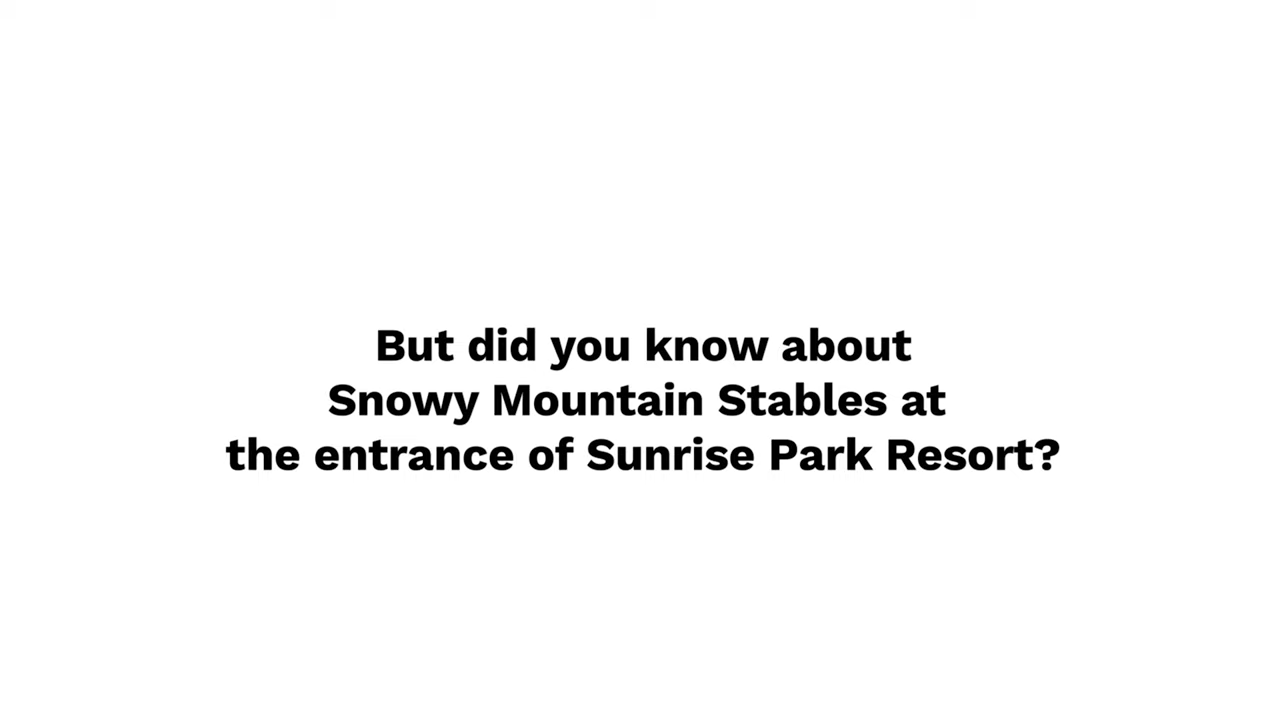 But did you know about
Snowy Mountain Stables at
the entrance of Sunrise Park Resort?